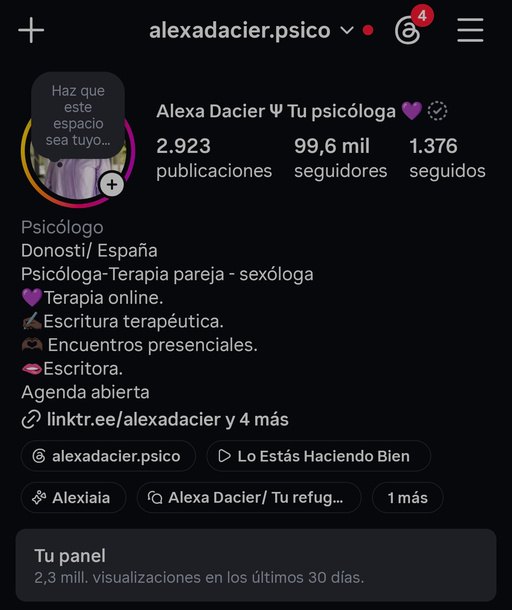 alexadacier.psico
4
Haz que
este
espacio
sea tuyo...
Alexa Dacier Ψ Tu psicóloga 💜
2.923 99,6 mil 1.376
publicaciones seguidores seguidos
Psicólogo
Donosti/ España
Psicóloga-Terapia pareja - sexóloga
💜Terapia online.
✍🏿Escritura terapéutica.
🫶🏿 Encuentros presenciales.
🫦Escritora.
Agenda abierta
linktr.ee/alexadacier y 4 más
alexadacier.psico Lo Estás Haciendo Bien
Alexiaia Alexa Dacier/ Tu refug... 1 más
Tu panel
2,3 mill. visualizaciones en los últimos 30 días.